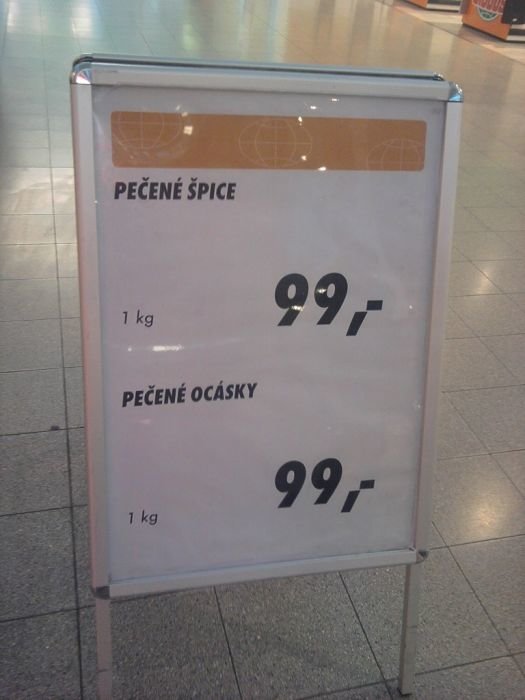 PEČENÉ ŠPICE
1 kg 99,-
PEČENÉ OCÁSKY
1 kg 99,-